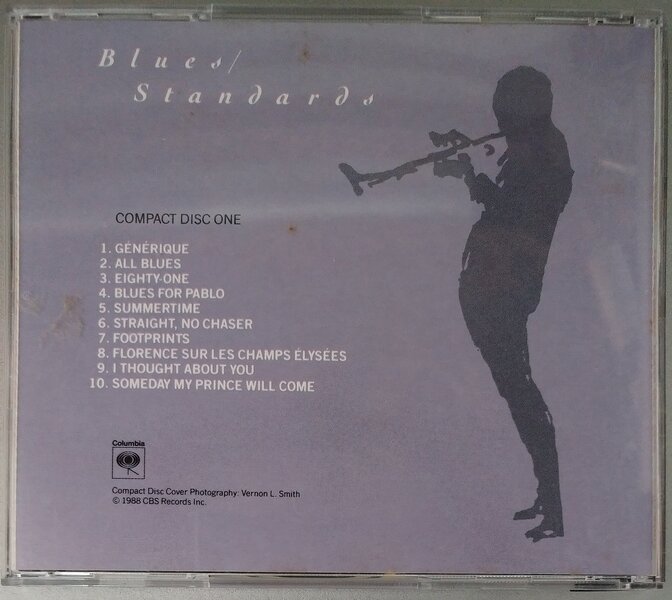 Blues/
Standards
COMPACT DISC ONE
1. GÉNÉRIQUE
2. ALL BLUES
3. EIGHTY-ONE
4. BLUES FOR PABLO
5. SUMMERTIME
6. STRAIGHT, NO CHASER
7. FOOTPRINTS
8. FLORENCE SUR LES CHAMPS ÉLYSÉES
9. I THOUGHT ABOUT YOU
10. SOMEDAY MY PRINCE WILL COME
Columbia
Compact Disc Cover Photography: Vernon L. Smith
© 1988 CBS Records Inc.